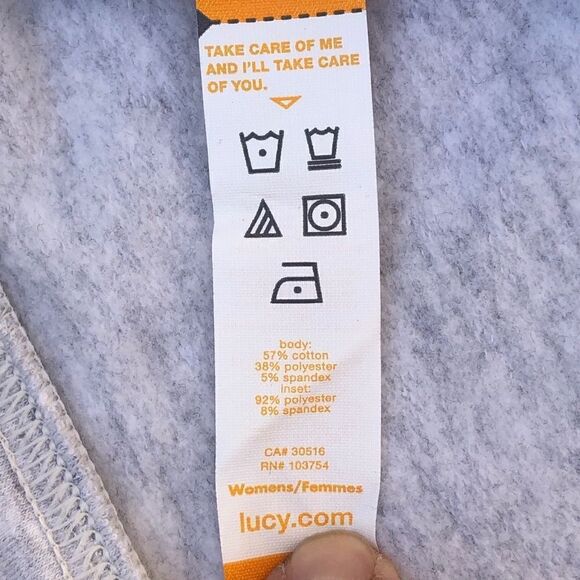 TAKE CARE OF ME
AND I'LL TAKE CARE
OF YOU.
body:
57% cotton
38% polyester
5% spandex
inset:
92% polyester
8% spandex
CA# 30516
RN# 103754
Womens/Femmes
lucy.com